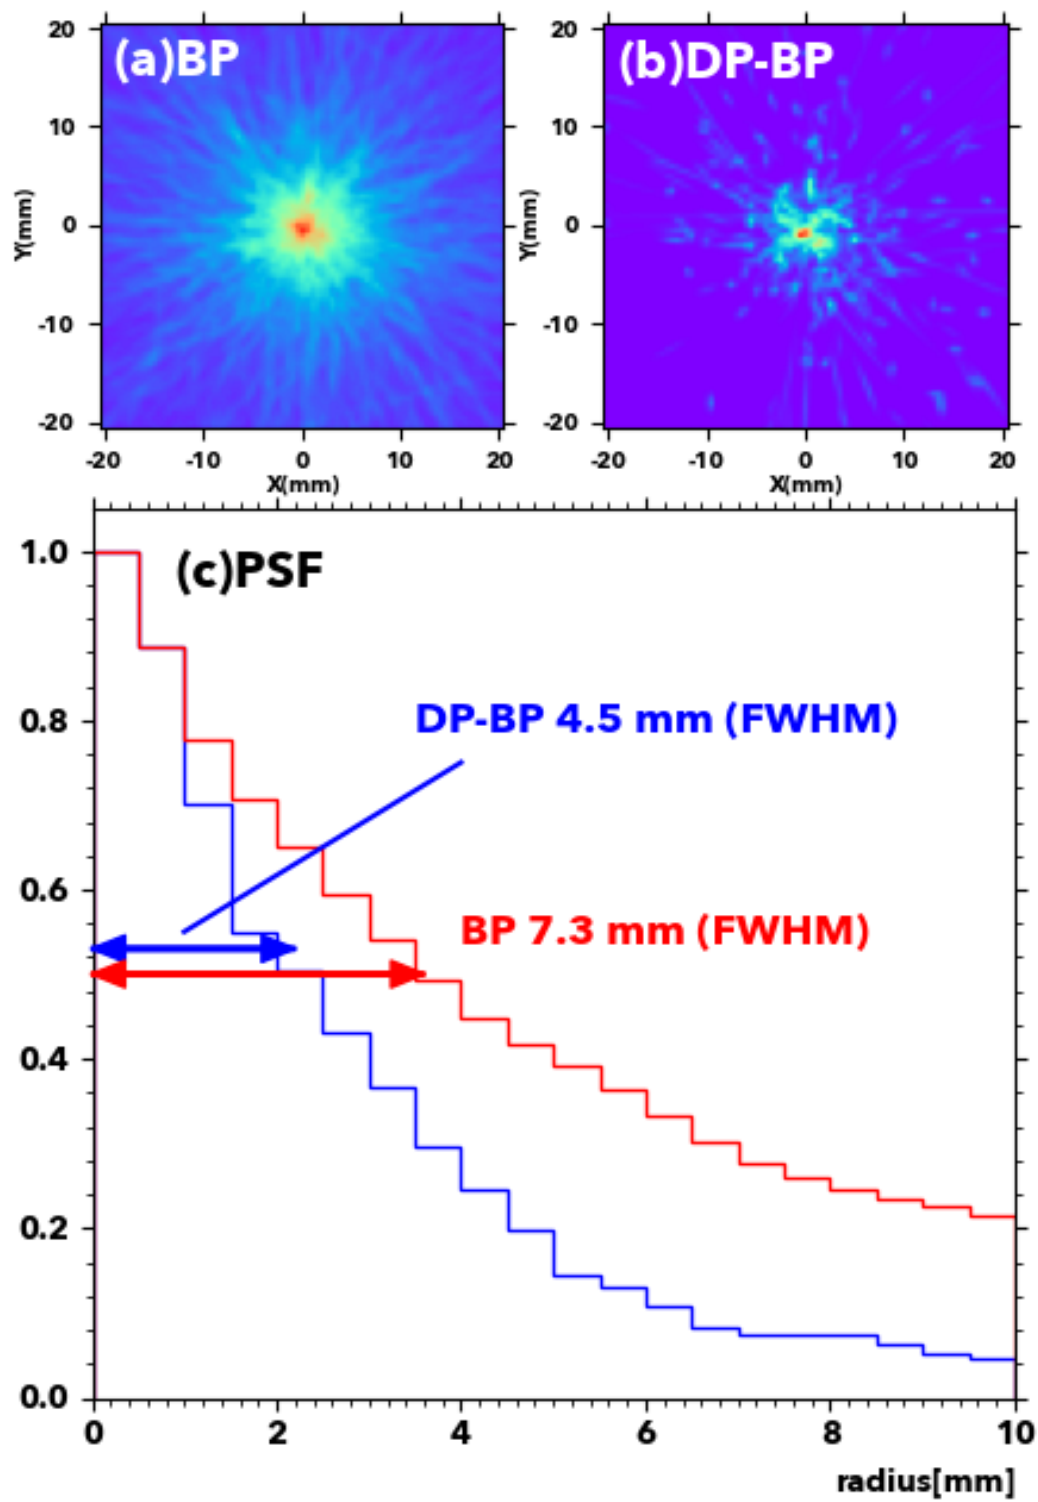 (a)BP
20
10
0
-10
-20
Y(mm)
-20 -10 0 10 20
X(mm)
(b)DP-BP
20
10
0
-10
-20
Y(mm)
-20 -10 0 10 20
X(mm)
(c)PSF
1.0
0.8
0.6
0.4
0.2
0.0
DP-BP 4.5 mm (FWHM)
BP 7.3 mm (FWHM)
0 2 4 6 8 10
radius[mm]